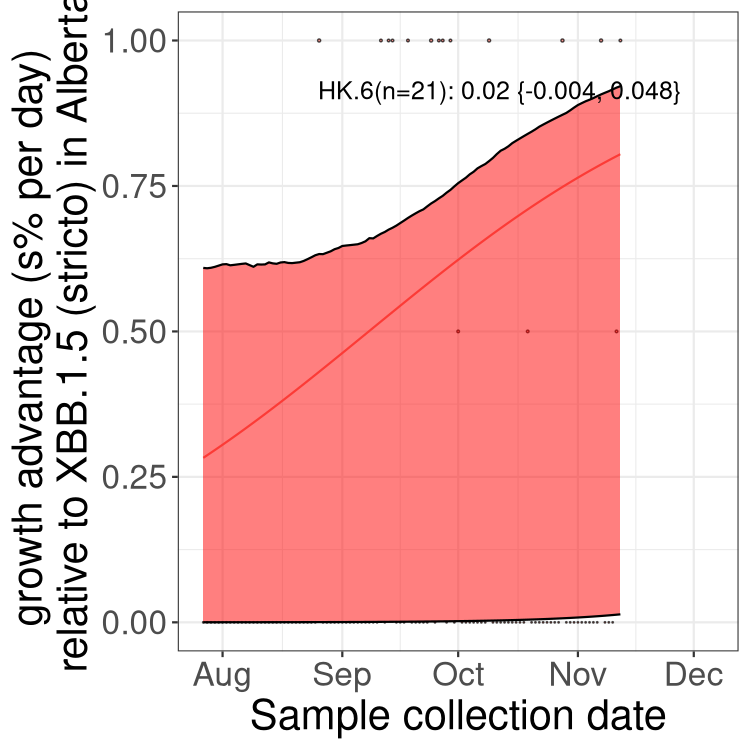 growth advantage (s% per day)
relative to XBB.1.5 (stricto) in Alberta
1.00
0.75
0.50
0.25
0.00
HK.6(n=21): 0.02 {-0.004, 0.048}
Aug Sep Oct Nov Dec
Sample collection date